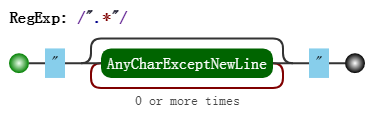 RegExp: /".*"/
" AnyCharExceptNewLine "
0 or more times